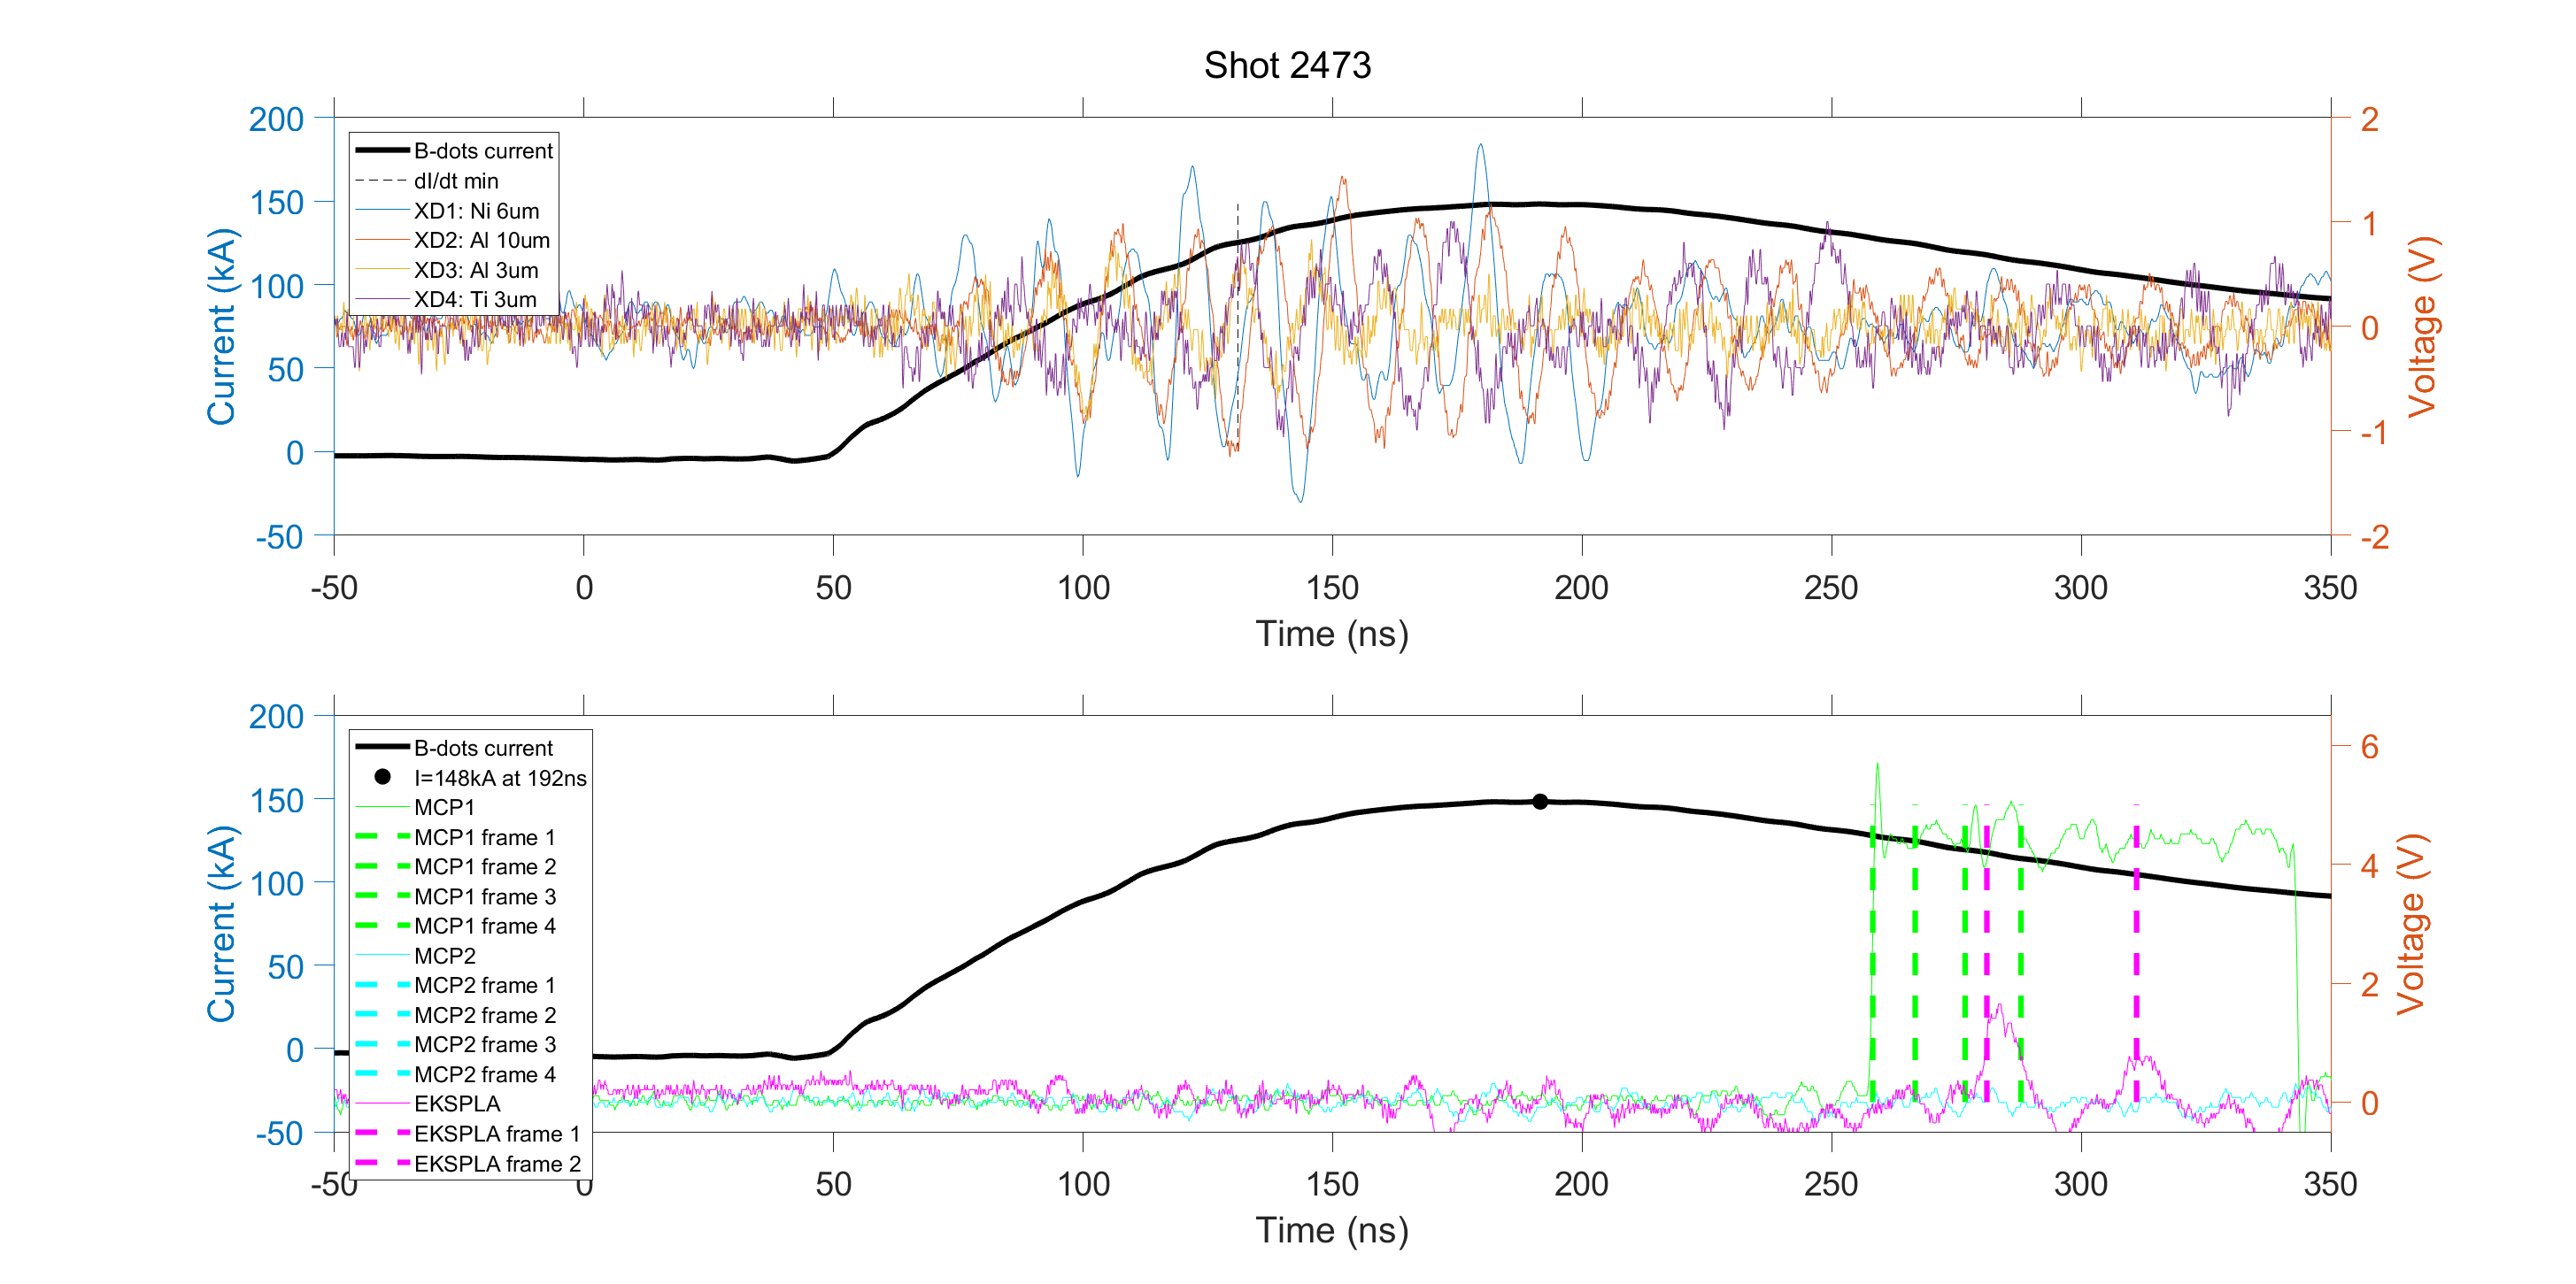 Shot 2473
200
150
100
50
0
-50
Current (kA)
B-dots current
dI/dt min
XD1: Ni 6um
XD2: Al 10um
XD3: Al 3um
XD4: Ti 3um
2
1
0
-1
-2
Voltage (V)
-50 0 50 100 150 200 250 300 350
Time (ns)
200
150
100
50
0
-50
Current (kA)
B-dots current
I=148kA at 192ns
MCP1
MCP1 frame 1
MCP1 frame 2
MCP1 frame 3
MCP1 frame 4
MCP2
MCP2 frame 1
MCP2 frame 2
MCP2 frame 3
MCP2 frame 4
EKSPLA
EKSPLA frame 1
EKSPLA frame 2
6
4
2
0
Voltage (V)
-50 0 50 100 150 200 250 300 350
Time (ns)